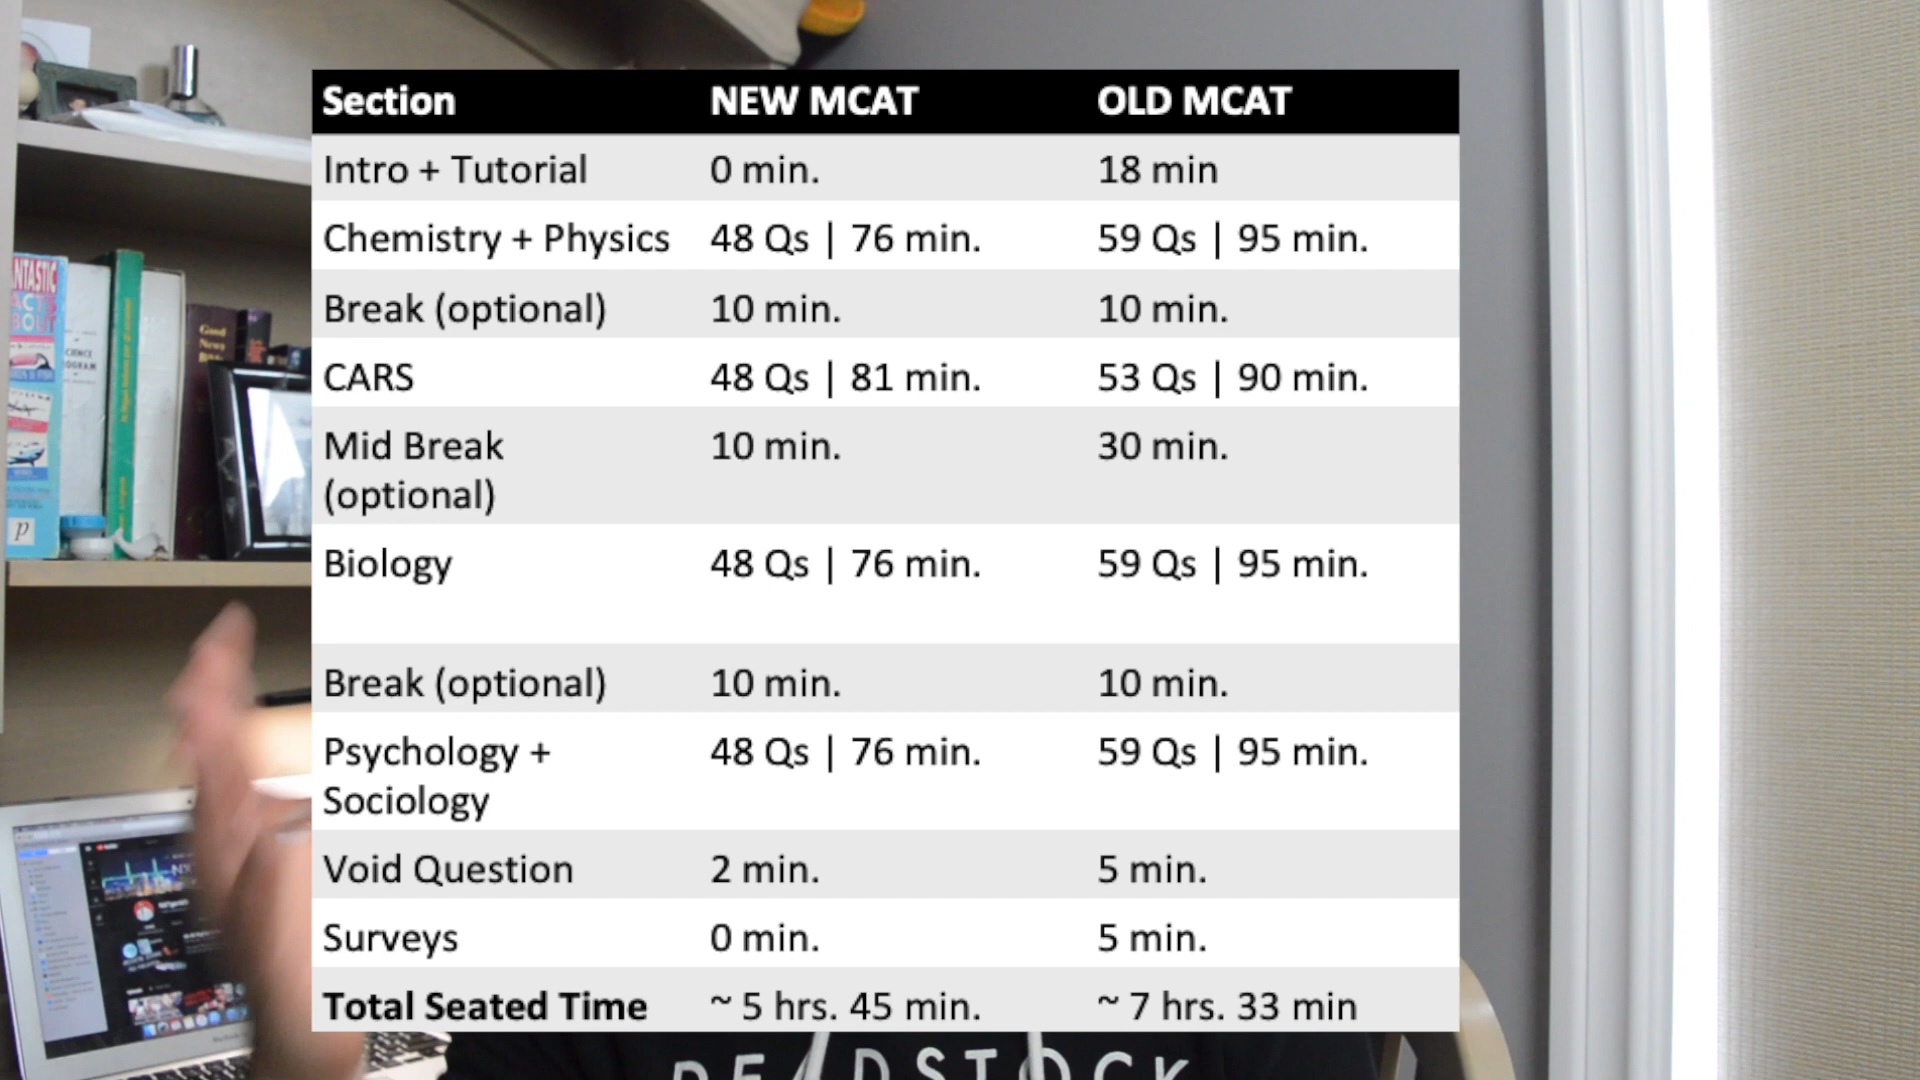 Section NEW MCAT OLD MCAT
Intro + Tutorial 0 min. 18 min
Chemistry + Physics 48 Qs | 76 min. 59 Qs | 95 min.
Break (optional) 10 min. 10 min.
CARS 48 Qs | 81 min. 53 Qs | 90 min.
Mid Break 10 min. 30 min.
(optional)
Biology 48 Qs | 76 min. 59 Qs | 95 min.
Break (optional) 10 min. 10 min.
Psychology + 48 Qs | 76 min. 59 Qs | 95 min.
Sociology
Void Question 2 min. 5 min.
Surveys 0 min. 5 min.
Total Seated Time ~ 5 hrs. 45 min. ~ 7 hrs. 33 min
Good
News
p
DEADSTOCK